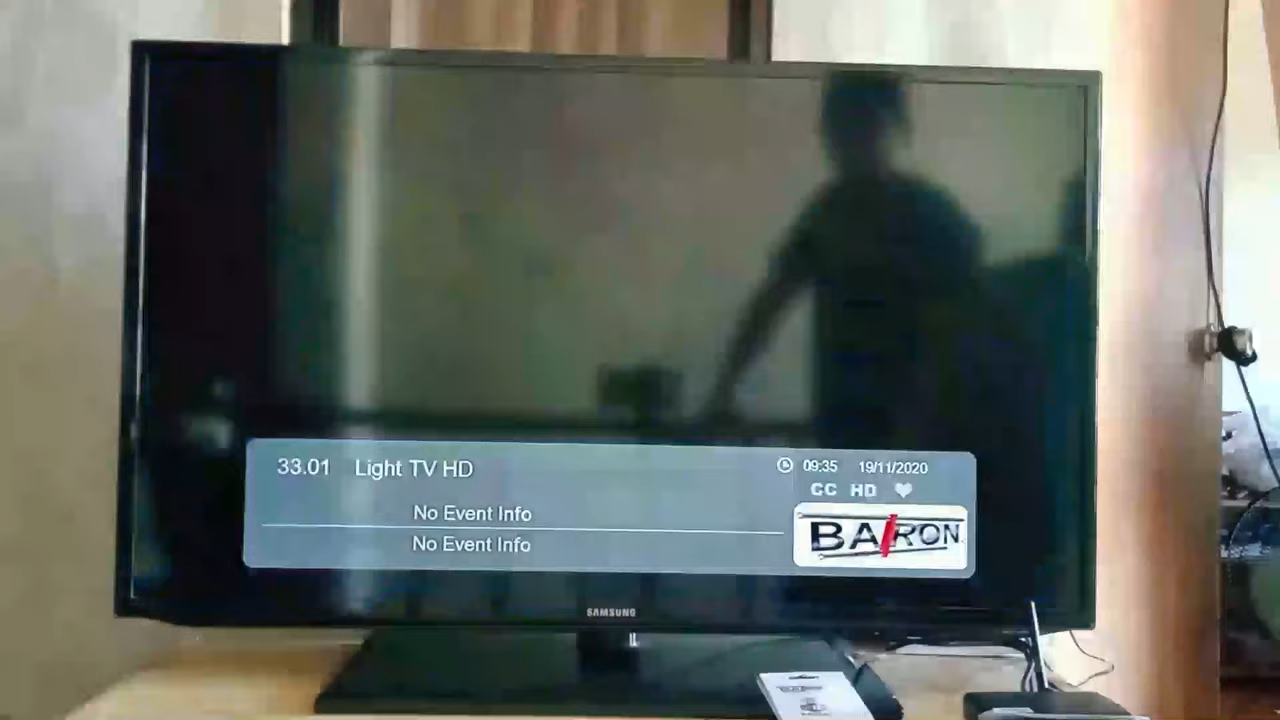 33.01 Light TV HD
09:35 19/11/2020
CC HD
No Event Info
No Event Info
BARON
SAMSUNG